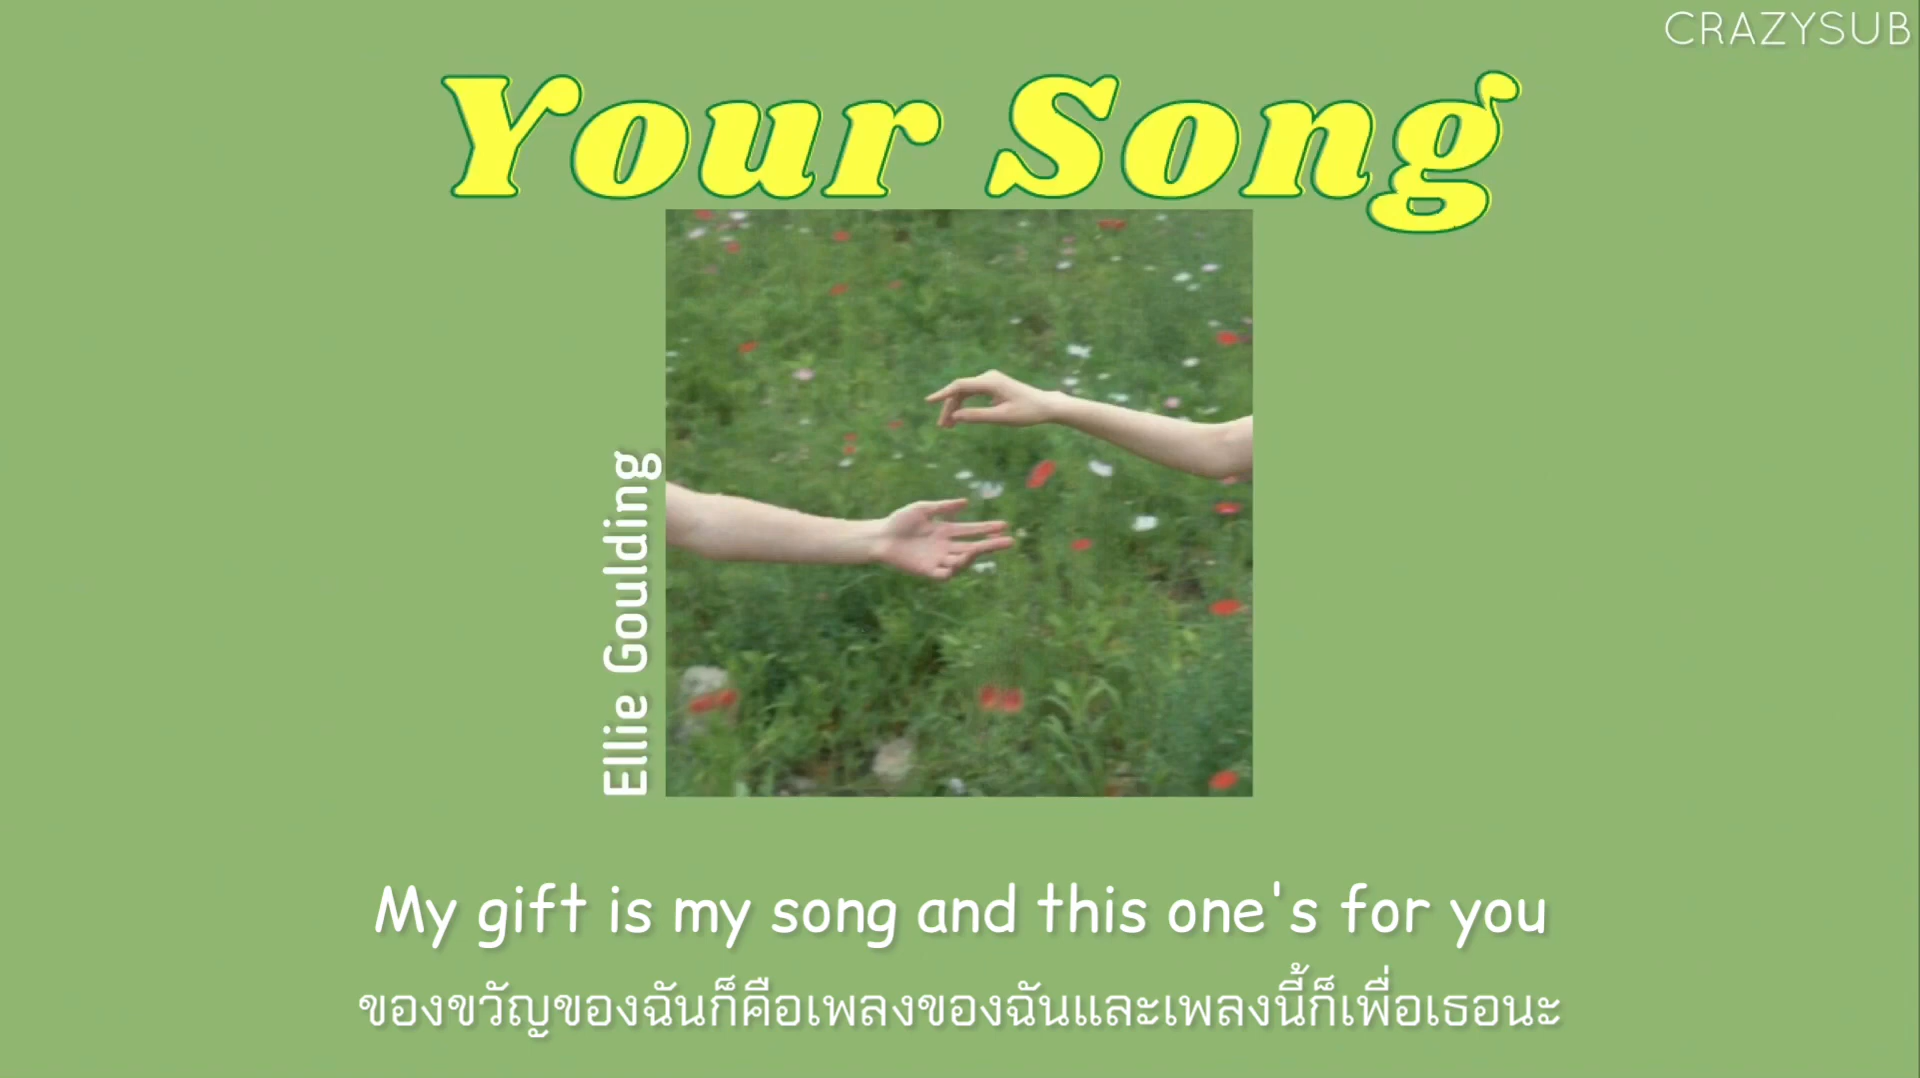 CRAZYSUB
Your Song
Ellie Goulding
My gift is my song and this one's for you
ของขวัญของฉันก็คือเพลงของฉันและเพลงนี้ก็เพื่อเธอนะ